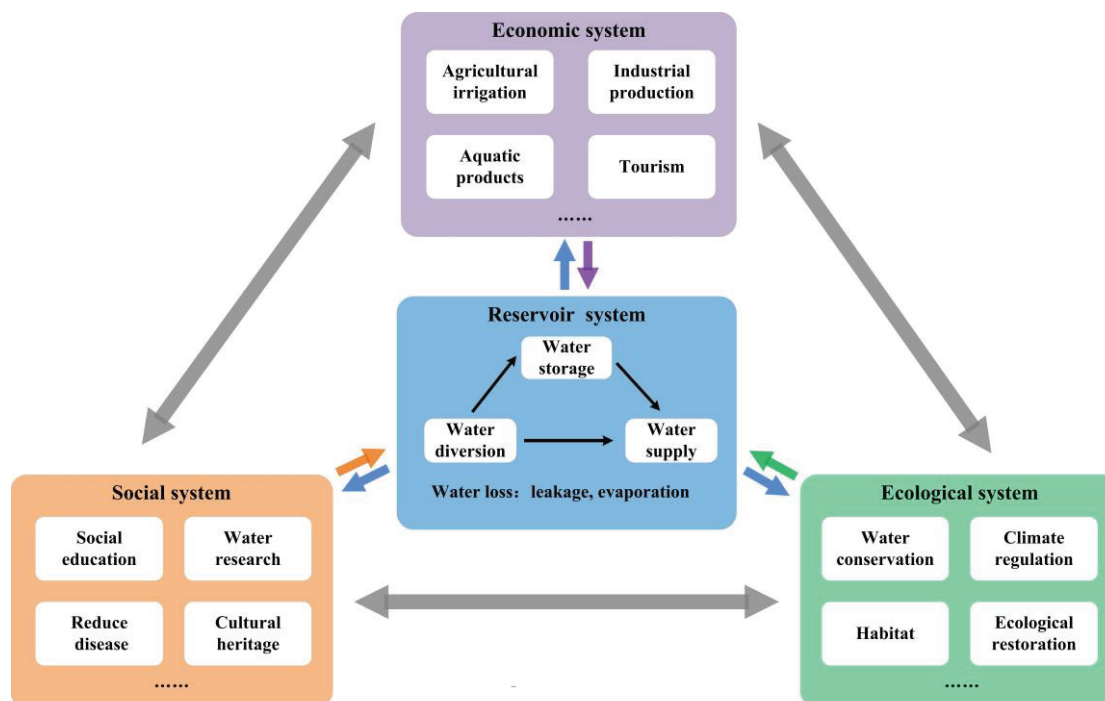 Economic system
Agricultural
irrigation
Industrial
production
Aquatic
products
Tourism
......
Reservoir system
Water
storage
Water
diversion
Water
supply
Water loss: leakage, evaporation
Social system
Social
education
Water
research
Reduce
disease
Cultural
heritage
......
Ecological system
Water
conservation
Climate
regulation
Habitat
Ecological
restoration
......